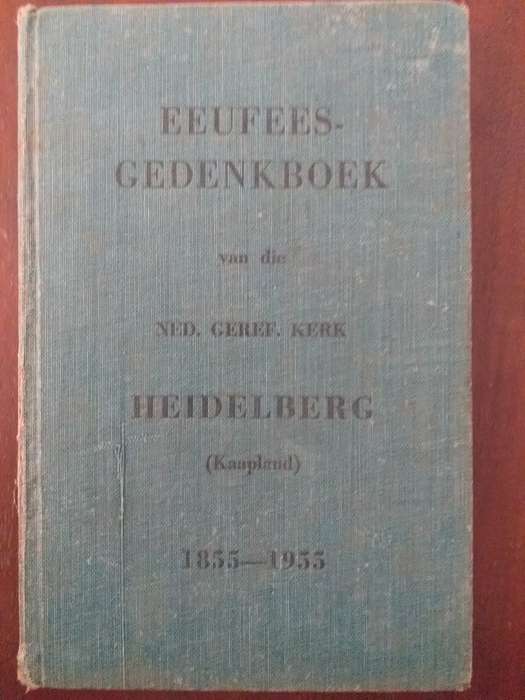 EEUFEES-
GEDENKBOEK
van die
NED. GEREF. KERK
HEIDELBERG
(Kaapland)
1855—1955